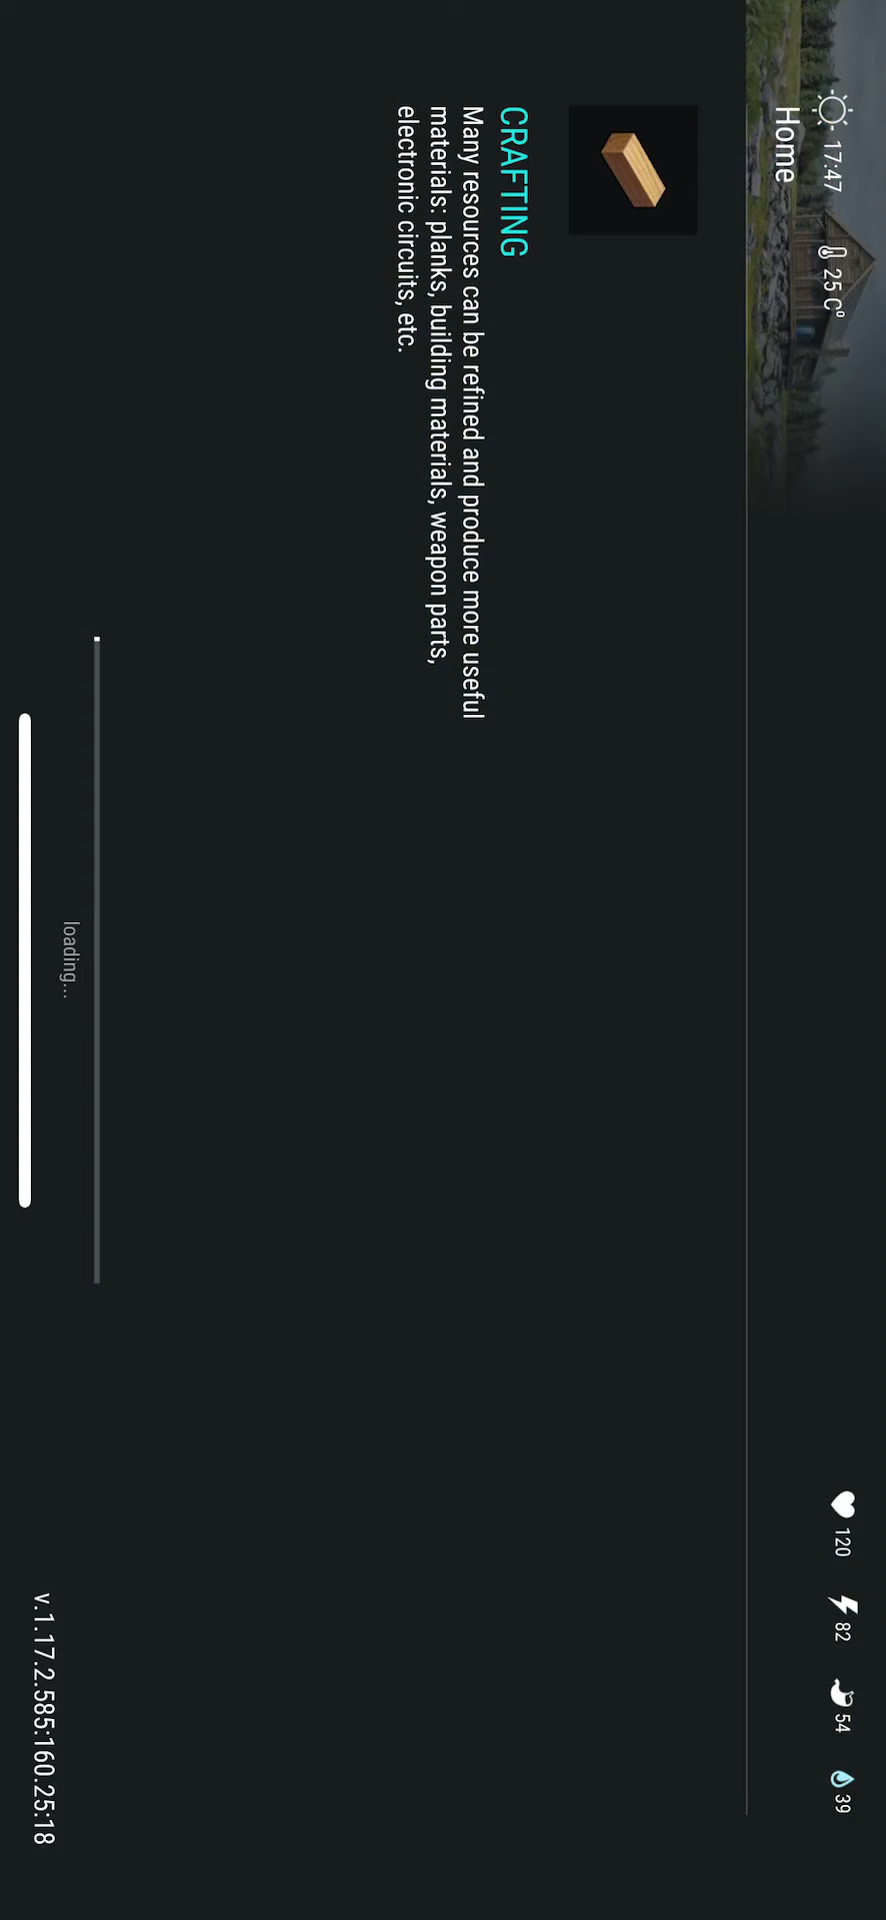 17:47 25 C°
Home
120 82 54 39
CRAFTING
Many resources can be refined and produce more useful
materials: planks, building materials, weapon parts,
electronic circuits, etc.
loading...
v.1.17.2.585:160.25:18